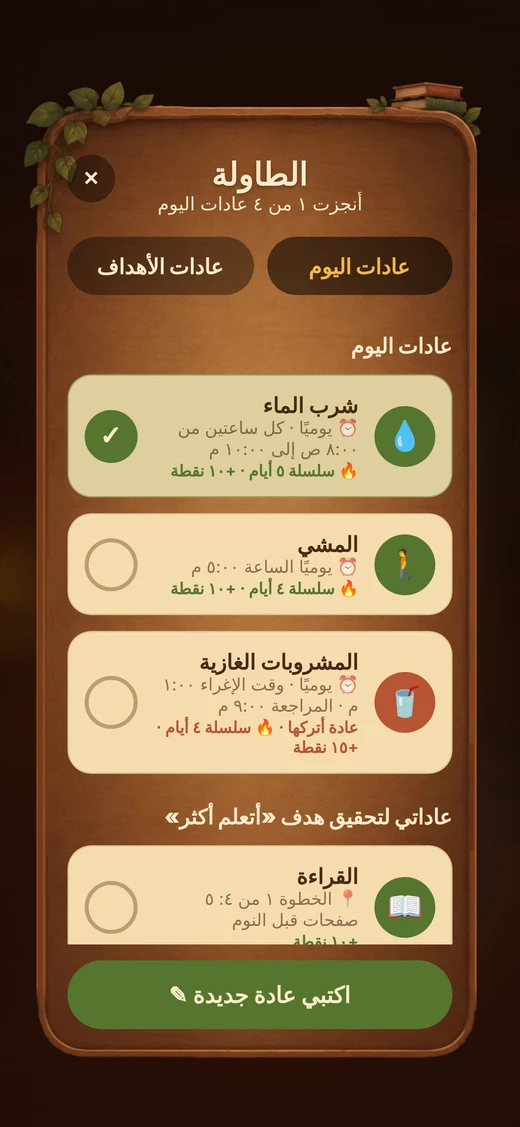 الطاولة
أنجزت ١ من ٤ عادات اليوم
عادات اليوم
عادات الأهداف
عادات اليوم
شرب الماء
⏰ يوميًا · كل ساعتين من
٨:٠٠ ص إلى ١٠:٠٠ م
🔥 سلسلة ٥ أيام · +١٠ نقطة
المشي
⏰ يوميًا الساعة ٥:٠٠ م
🔥 سلسلة ٤ أيام · +١٠ نقطة
المشروبات الغازية
⏰ يوميًا · وقت الإغراء ١:٠٠
م · المراجعة ٩:٠٠ م
عادة أتركها · 🔥 سلسلة ٤ أيام ·
+١٥ نقطة
عاداتي لتحقيق هدف «أتعلم أكثر»
القراءة
📍 الخطوة ١ من ٤: ٥
صفحات قبل النوم
+١٠ نقطة
اكتبي عادة جديدة ✎